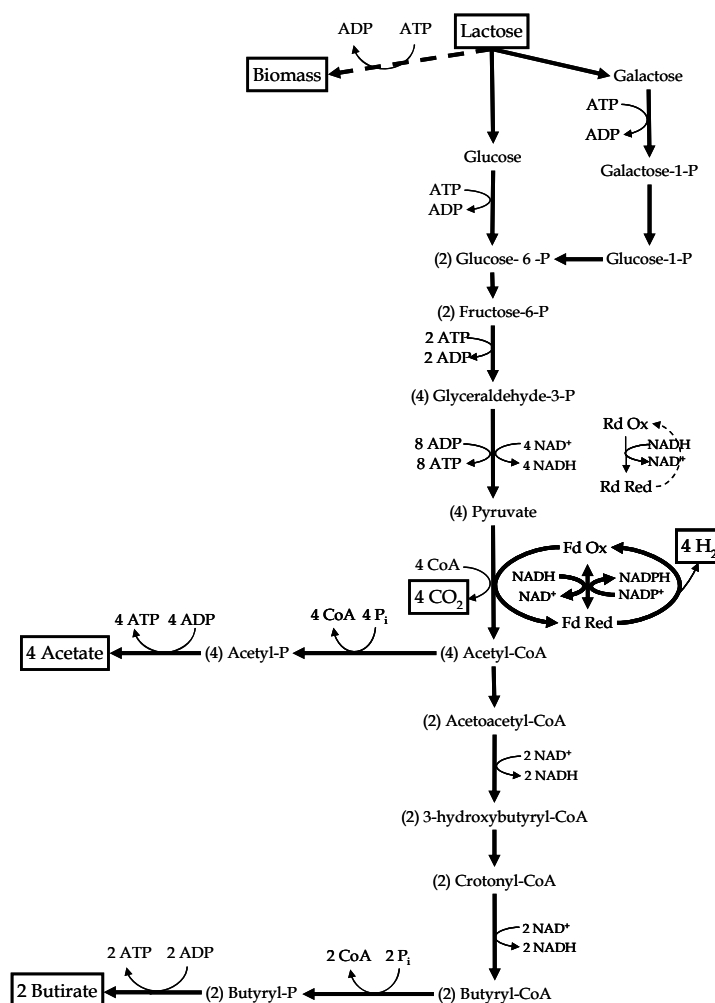 ADP ATP Lactose
Biomass Galactose
ATP
ADP
Glucose Galactose-1-P
ATP
ADP
(2) Glucose- 6 -P Glucose-1-P
(2) Fructose-6-P
2 ATP
2 ADP
(4) Glyceraldehyde-3-P
Rd Ox
8 ADP 4 NAD⁺ NADH
8 ATP 4 NADH NAD⁺
Rd Red
(4) Pyruvate
Fd Ox 4 H₂
4 CoA NADH NADPH
4 CO₂ NAD⁺ NADP⁺
Fd Red
4 ATP 4 ADP 4 CoA 4 Pᵢ
4 Acetate (4) Acetyl-P (4) Acetyl-CoA
(2) Acetoacetyl-CoA
2 NAD⁺
2 NADH
(2) 3-hydroxybutyryl-CoA
(2) Crotonyl-CoA
2 NAD⁺
2 NADH
2 ATP 2 ADP 2 CoA 2 Pᵢ
2 Butirate (2) Butyryl-P (2) Butyryl-CoA